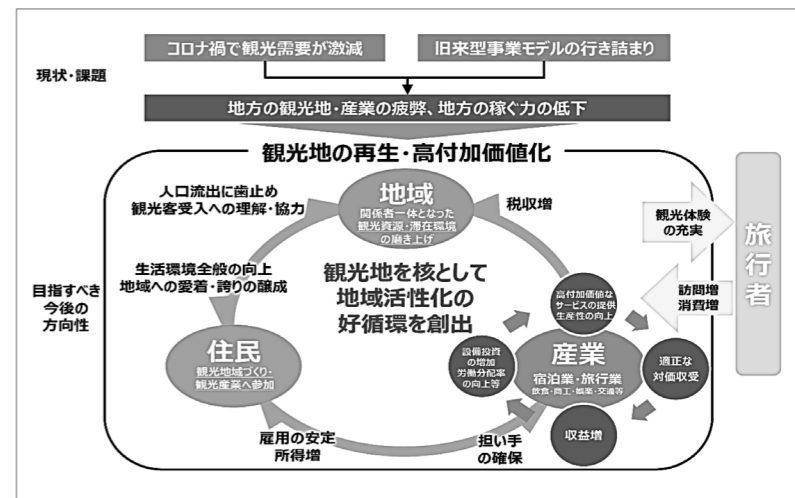 コロナ禍で観光需要が激減
旧来型事業モデルの行き詰まり
現状・課題
地方の観光地・産業の疲弊、地方の稼ぐ力の低下
観光地の再生・高付加価値化
人口流出に歯止め
観光客受入への理解・協力
地域
関係者一体となった
観光資源・滞在環境
の磨き上げ
税収増
観光体験
の充実
旅行者
生活環境全般の向上
地域への愛着・誇りの醸成
目指すべき
今後の
方向性
観光地を核として
地域活性化の
好循環を創出
高付加価値な
サービスの提供
生産性の向上
訪問増
消費増
住民
観光地域づくり・
観光産業へ参加
設備投資
の増加
労働分配率
の向上等
産業
宿泊業・旅行業
飲食・商工・娯楽・交通等
適正な
対価収受
収益増
雇用の安定
所得増
担い手
の確保